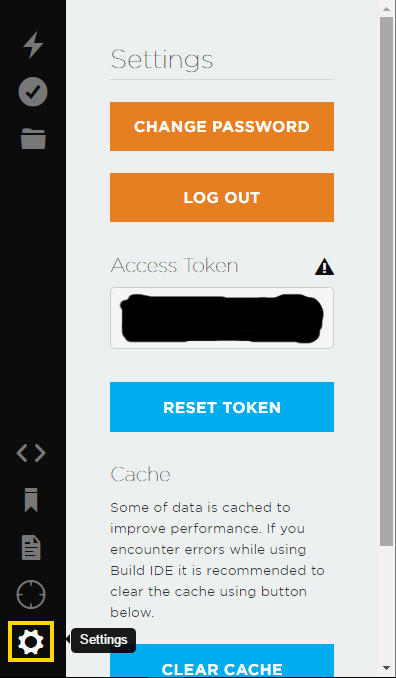 Settings
CHANGE PASSWORD
LOG OUT
Access Token
RESET TOKEN
Cache
Some of data is cached to
improve performance. If you
encounter errors while using
Build IDE it is recommended to
clear the cache using button
below.
Settings
CLEAR CACHE